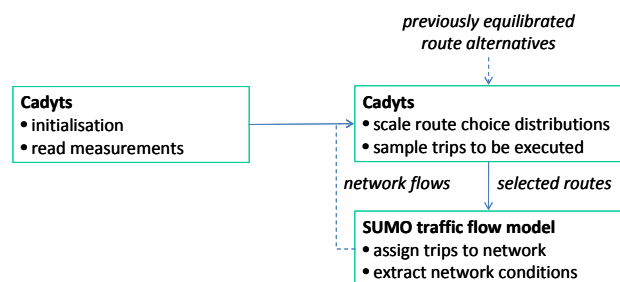 previously equilibrated
route alternatives
Cadyts
• initialisation
• read measurements
Cadyts
• scale route choice distributions
• sample trips to be executed
network flows
selected routes
SUMO traffic flow model
• assign trips to network
• extract network conditions